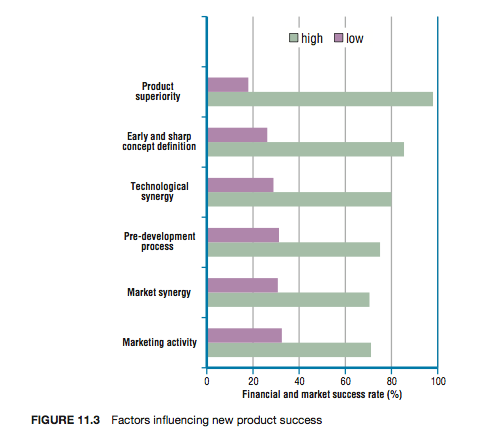 high low
Product
superiority
Early and sharp
concept definition
Technological
synergy
Pre-development
process
Market synergy
Marketing activity
0 20 40 60 80 100
Financial and market success rate (%)
FIGURE 11.3 Factors influencing new product success